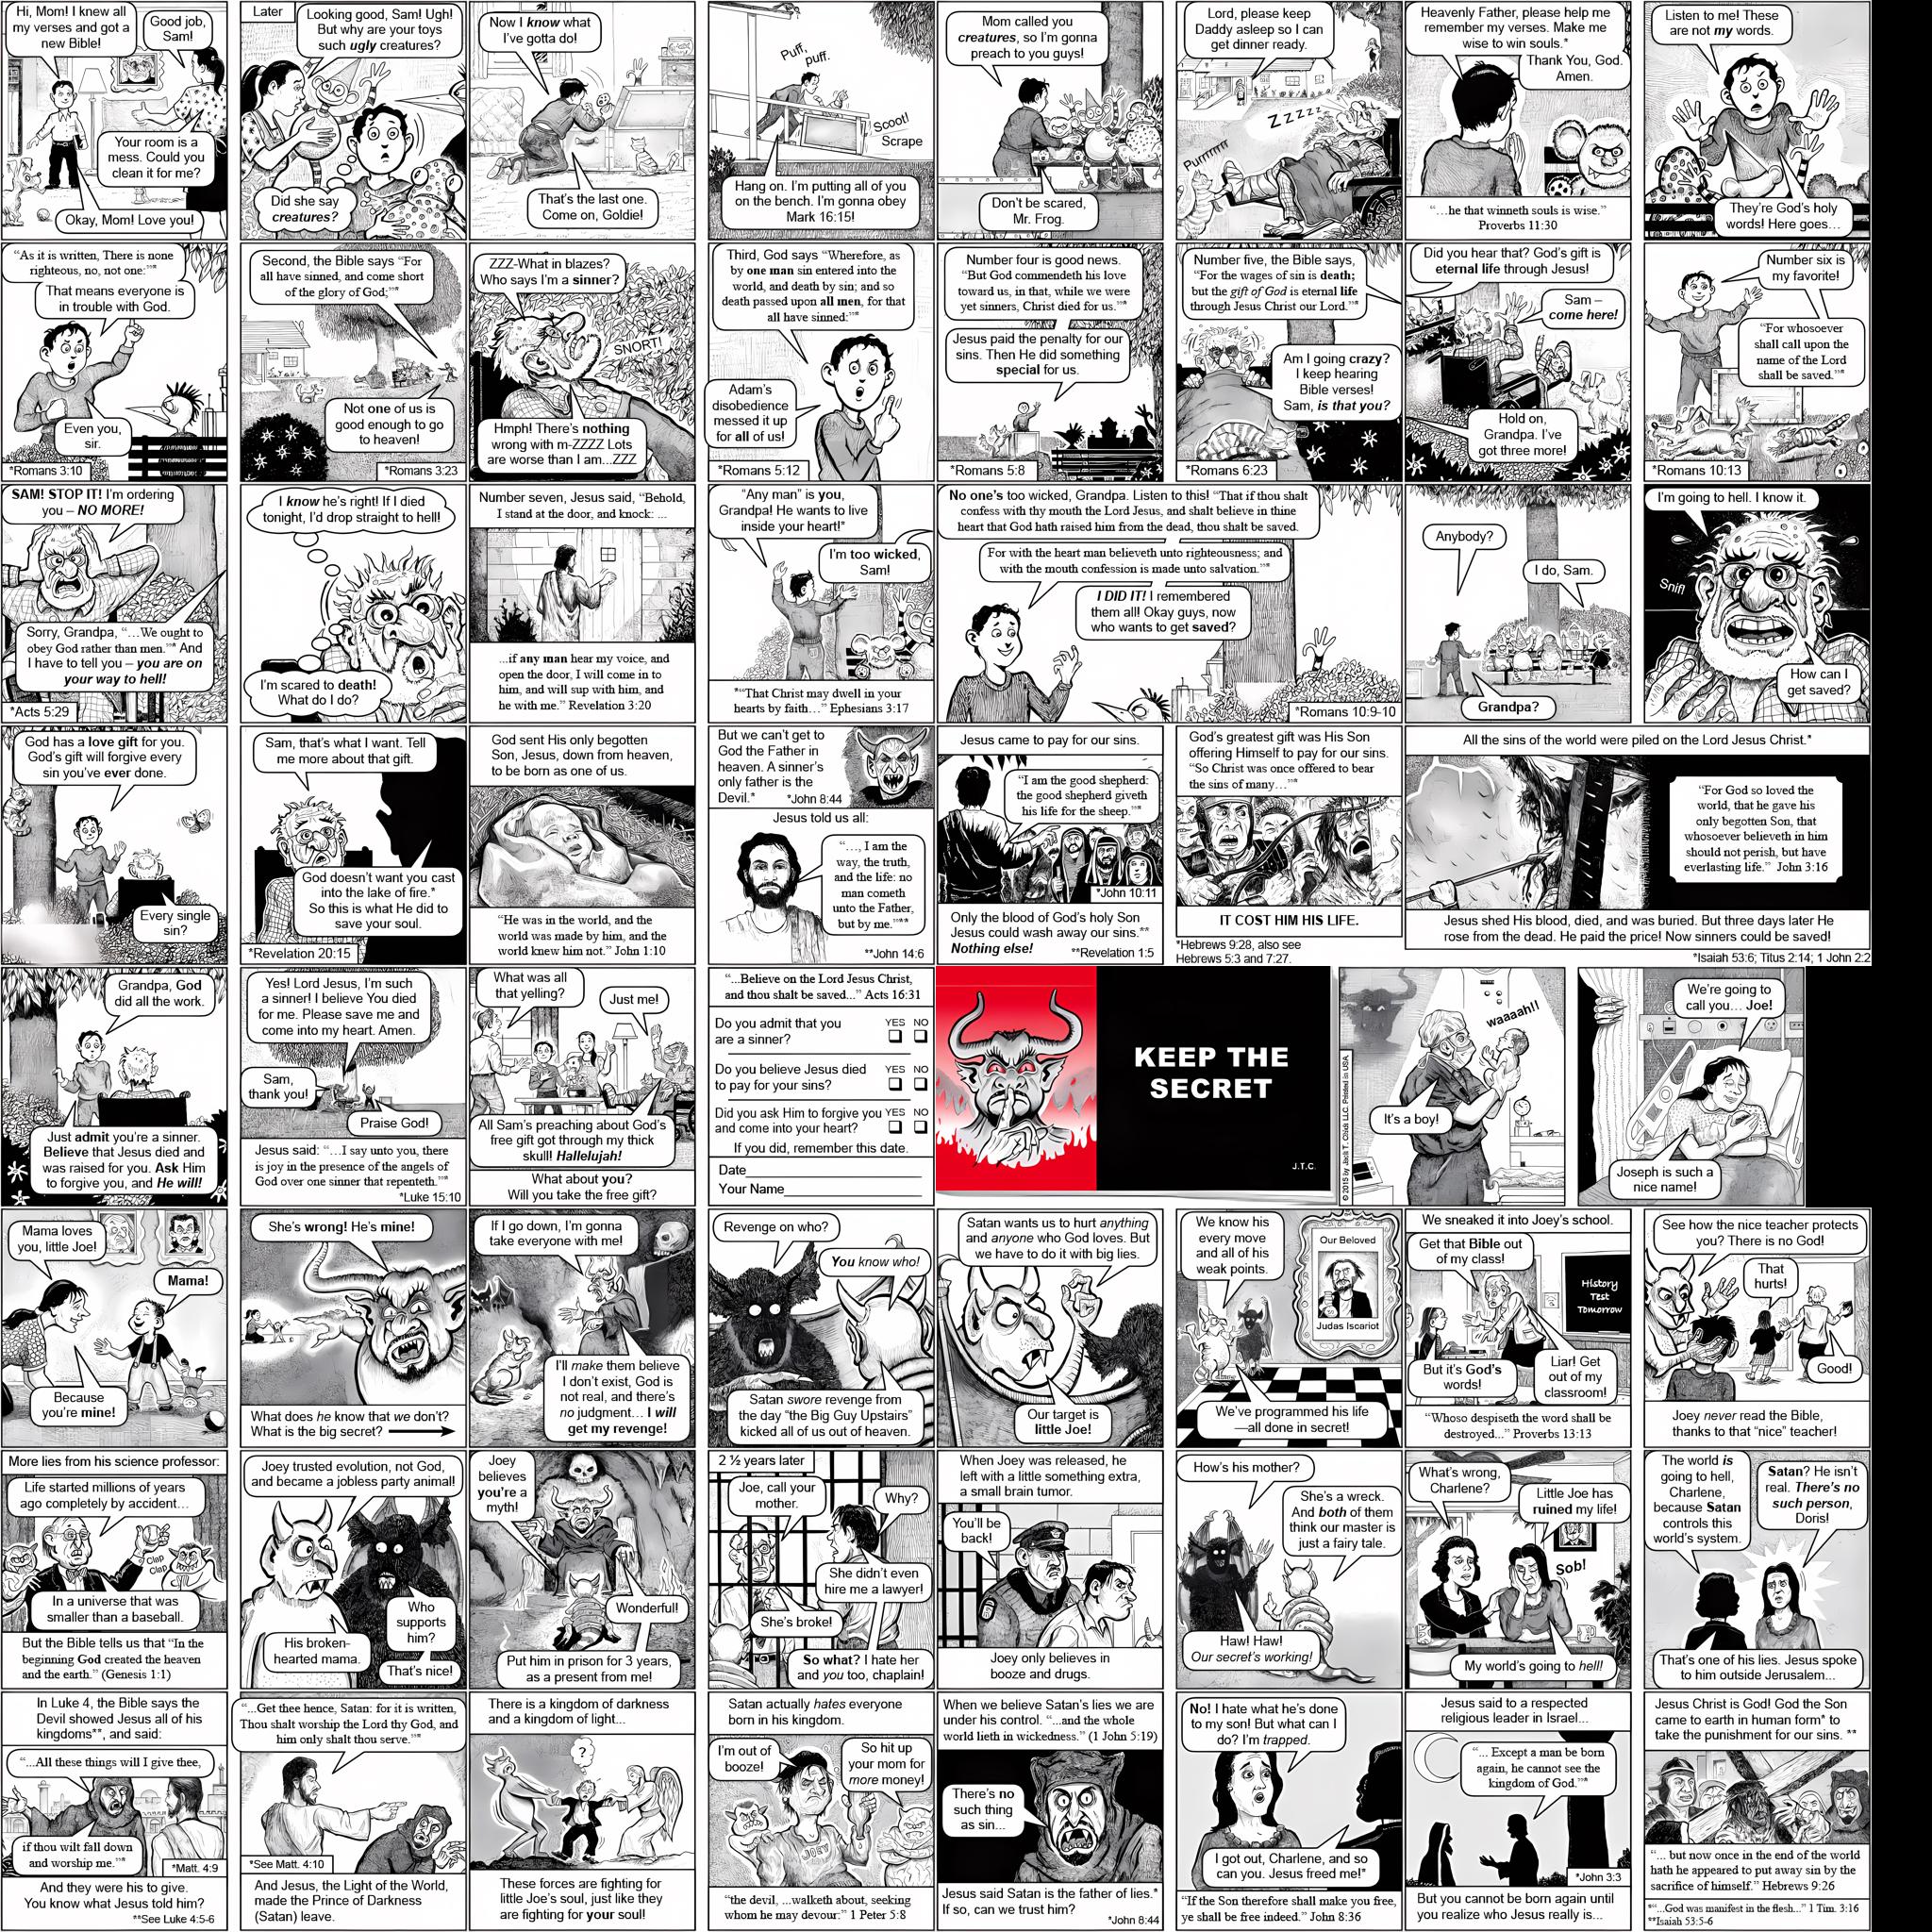 Hi, Mom! I knew all
my verses and got a
new Bible!
Good job,
Sam!
Your room is a
mess. Could you
clean it for me?
Okay, Mom! Love you!
Later
Looking good, Sam! Ugh!
But why are your toys
such ugly creatures?
Did she say
creatures?
Now I know what
I've gotta do!
That's the last one.
Come on, Goldie!
Puff,
puff.
Scoot!
Scrape
Hang on. I'm putting all of you
on the bench. I'm gonna obey
Mark 16:15!
Mom called you
creatures, so I'm gonna
preach to you guys!
Don't be scared,
Mr. Frog.
Lord, please keep
Daddy asleep so I can
get dinner ready.
Zzzzz
Purrrrrrr
Heavenly Father, please help me
remember my verses. Make me
wise to win souls.*
Thank You, God.
Amen.
"…he that winneth souls is wise."
Proverbs 11:30
Listen to me! These
are not my words.
They're God's holy
words! Here goes…
"As it is written, There is none
righteous, no, not one:"*
That means everyone is
in trouble with God.
Even you,
sir.
*Romans 3:10
Second, the Bible says "For
all have sinned, and come short
of the glory of God;"*
Not one of us is
good enough to go
to heaven!
*Romans 3:23
ZZZ-What in blazes?
Who says I'm a sinner?
SNORT!
Hmph! There's nothing
wrong with m-ZZZZ Lots
are worse than I am...ZZZ
Third, God says "Wherefore, as
by one man sin entered into the
world, and death by sin; and so
death passed upon all men, for that
all have sinned:"*
Adam's
disobedience
messed it up
for all of us!
*Romans 5:12
Number four is good news.
"But God commendeth his love
toward us, in that, while we were
yet sinners, Christ died for us."*
Jesus paid the penalty for our
sins. Then He did something
special for us.
*Romans 5:8
Number five, the Bible says,
"For the wages of sin is death;
but the gift of God is eternal life
through Jesus Christ our Lord."*
Am I going crazy?
I keep hearing
Bible verses!
Sam, is that you?
*Romans 6:23
Did you hear that? God's gift is
eternal life through Jesus!
Sam –
come here!
Hold on,
Grandpa. I've
got three more!
Number six is
my favorite!
"For whosoever
shall call upon the
name of the Lord
shall be saved."*
*Romans 10:13
SAM! STOP IT! I'm ordering
you – NO MORE!
Sorry, Grandpa, "…We ought to
obey God rather than men."* And
I have to tell you – you are on
your way to hell!
*Acts 5:29
I know he's right! If I died
tonight, I'd drop straight to hell!
I'm scared to death!
What do I do?
Number seven, Jesus said, "Behold,
I stand at the door, and knock: ...
...if any man hear my voice, and
open the door, I will come in to
him, and will sup with him, and
he with me." Revelation 3:20
"Any man" is you,
Grandpa! He wants to live
inside your heart!*
I'm too wicked,
Sam!
*"That Christ may dwell in your
hearts by faith…" Ephesians 3:17
No one's too wicked, Grandpa. Listen to this! "That if thou shalt
confess with thy mouth the Lord Jesus, and shalt believe in thine
heart that God hath raised him from the dead, thou shalt be saved.
For with the heart man believeth unto righteousness; and
with the mouth confession is made unto salvation."*
I DID IT! I remembered
them all! Okay guys, now
who wants to get saved?
*Romans 10:9-10
Anybody?
I do, Sam.
Grandpa?
I'm going to hell. I know it.
Snif!
How can I
get saved?
God has a love gift for you.
God's gift will forgive every
sin you've ever done.
Every single
sin?
Sam, that's what I want. Tell
me more about that gift.
God doesn't want you cast
into the lake of fire.*
So this is what He did to
save your soul.
*Revelation 20:15
God sent His only begotten
Son, Jesus, down from heaven,
to be born as one of us.
"He was in the world, and the
world was made by him, and the
world knew him not." John 1:10
But we can't get to
God the Father in
heaven. A sinner's
only father is the
Devil.*
*John 8:44
Jesus told us all:
"…, I am the
way, the truth,
and the life: no
man cometh
unto the Father,
but by me."**
**John 14:6
Jesus came to pay for our sins.
"I am the good shepherd:
the good shepherd giveth
his life for the sheep."*
*John 10:11
Only the blood of God's holy Son
Jesus could wash away our sins.**
Nothing else!
**Revelation 1:5
God's greatest gift was His Son
offering Himself to pay for our sins.
"So Christ was once offered to bear
the sins of many…"*
IT COST HIM HIS LIFE.
*Hebrews 9:28, also see
Hebrews 5:3 and 7:27.
All the sins of the world were piled on the Lord Jesus Christ.*
"For God so loved the
world, that he gave his
only begotten Son, that
whosoever believeth in him
should not perish, but have
everlasting life." John 3:16
Jesus shed His blood, died, and was buried. But three days later He
rose from the dead. He paid the price! Now sinners could be saved!
*Isaiah 53:6; Titus 2:14; 1 John 2:2
Grandpa, God
did all the work.
Just admit you're a sinner.
Believe that Jesus died and
was raised for you. Ask Him
to forgive you, and He will!
Yes! Lord Jesus, I'm such
a sinner! I believe You died
for me. Please save me and
come into my heart. Amen.
Sam,
thank you!
Praise God!
Jesus said: "…I say unto you, there
is joy in the presence of the angels of
God over one sinner that repenteth."*
*Luke 15:10
What was all
that yelling?
Just me!
All Sam's preaching about God's
free gift got through my thick
skull! Hallelujah!
What about you?
Will you take the free gift?
"...Believe on the Lord Jesus Christ,
and thou shalt be saved..." Acts 16:31
Do you admit that you
are a sinner?
YES NO
Do you believe Jesus died
to pay for your sins?
YES NO
Did you ask Him to forgive you
and come into your heart?
YES NO
If you did, remember this date.
Date
Your Name
KEEP THE
SECRET
J.T.C.
© 2015 by Jack T. Chick LLC. Printed in USA
waaaah!!
It's a boy!
We're going to
call you… Joe!
Joseph is such a
nice name!
Mama loves
you, little Joe!
Mama!
Because
you're mine!
She's wrong! He's mine!
What does he know that we don't?
What is the big secret?
If I go down, I'm gonna
take everyone with me!
I'll make them believe
I don't exist, God is
not real, and there's
no judgment… I will
get my revenge!
Revenge on who?
You know who!
Satan swore revenge from
the day "the Big Guy Upstairs"
kicked all of us out of heaven.
Satan wants us to hurt anything
and anyone who God loves. But
we have to do it with big lies.
Our target is
little Joe!
We know his
every move
and all of his
weak points.
Our Beloved
Judas Iscariot
We've programmed his life
—all done in secret!
We sneaked it into Joey's school.
Get that Bible out
of my class!
History
Test
Tomorrow
But it's God's
words!
Liar! Get
out of my
classroom!
"Whoso despiseth the word shall be
destroyed..." Proverbs 13:13
See how the nice teacher protects
you? There is no God!
That
hurts!
Good!
Joey never read the Bible,
thanks to that "nice" teacher!
More lies from his science professor:
Life started millions of years
ago completely by accident…
Clap
Clap
In a universe that was
smaller than a baseball.
But the Bible tells us that "In the
beginning God created the heaven
and the earth." (Genesis 1:1)
Joey trusted evolution, not God,
and became a jobless party animal!
Who
supports
him?
His broken-
hearted mama.
That's nice!
Joey
believes
you're a
myth!
Wonderful!
Put him in prison for 3 years,
as a present from me!
2 ½ years later
Joe, call your
mother.
Why?
She didn't even
hire me a lawyer!
She's broke!
So what? I hate her
and you too, chaplain!
When Joey was released, he
left with a little something extra,
a small brain tumor.
You'll be
back!
Joey only believes in
booze and drugs.
How's his mother?
She's a wreck.
And both of them
think our master is
just a fairy tale.
Haw! Haw!
Our secret's working!
What's wrong,
Charlene?
Little Joe has
ruined my life!
Sob!
My world's going to hell!
The world is
going to hell,
Charlene,
because Satan
controls this
world's system.
Satan? He isn't
real. There's no
such person,
Doris!
That's one of his lies. Jesus spoke
to him outside Jerusalem…
In Luke 4, the Bible says the
Devil showed Jesus all of his
kingdoms**, and said:
"...All these things will I give thee,
if thou wilt fall down
and worship me."*
*Matt. 4:9
And they were his to give.
You know what Jesus told him?
**See Luke 4:5-6
"...Get thee hence, Satan: for it is written,
Thou shalt worship the Lord thy God, and
him only shalt thou serve."*
*See Matt. 4:10
And Jesus, the Light of the World,
made the Prince of Darkness
(Satan) leave.
There is a kingdom of darkness
and a kingdom of light...
?
These forces are fighting for
little Joe's soul, just like they
are fighting for your soul!
Satan actually hates everyone
born in his kingdom.
I'm out of
booze!
So hit up
your mom for
more money!
JOEY
"the devil, ...walketh about, seeking
whom he may devour:" 1 Peter 5:8
When we believe Satan's lies we are
under his control. "...and the whole
world lieth in wickedness." (1 John 5:19)
There's no
such thing
as sin...
Jesus said Satan is the father of lies.*
If so, can we trust him?
*John 8:44
No! I hate what he's done
to my son! But what can I
do? I'm trapped.
I got out, Charlene, and so
can you. Jesus freed me!*
"If the Son therefore shall make you free,
ye shall be free indeed." John 8:36
Jesus said to a respected
religious leader in Israel...
"... Except a man be born
again, he cannot see the
kingdom of God."*
*John 3:3
But you cannot be born again until
you realize who Jesus really is...
Jesus Christ is God! God the Son
came to earth in human form* to
take the punishment for our sins. **
"... but now once in the end of the world
hath he appeared to put away sin by the
sacrifice of himself." Hebrews 9:26
*"...God was manifest in the flesh..." 1 Tim. 3:16
**Isaiah 53:5-6